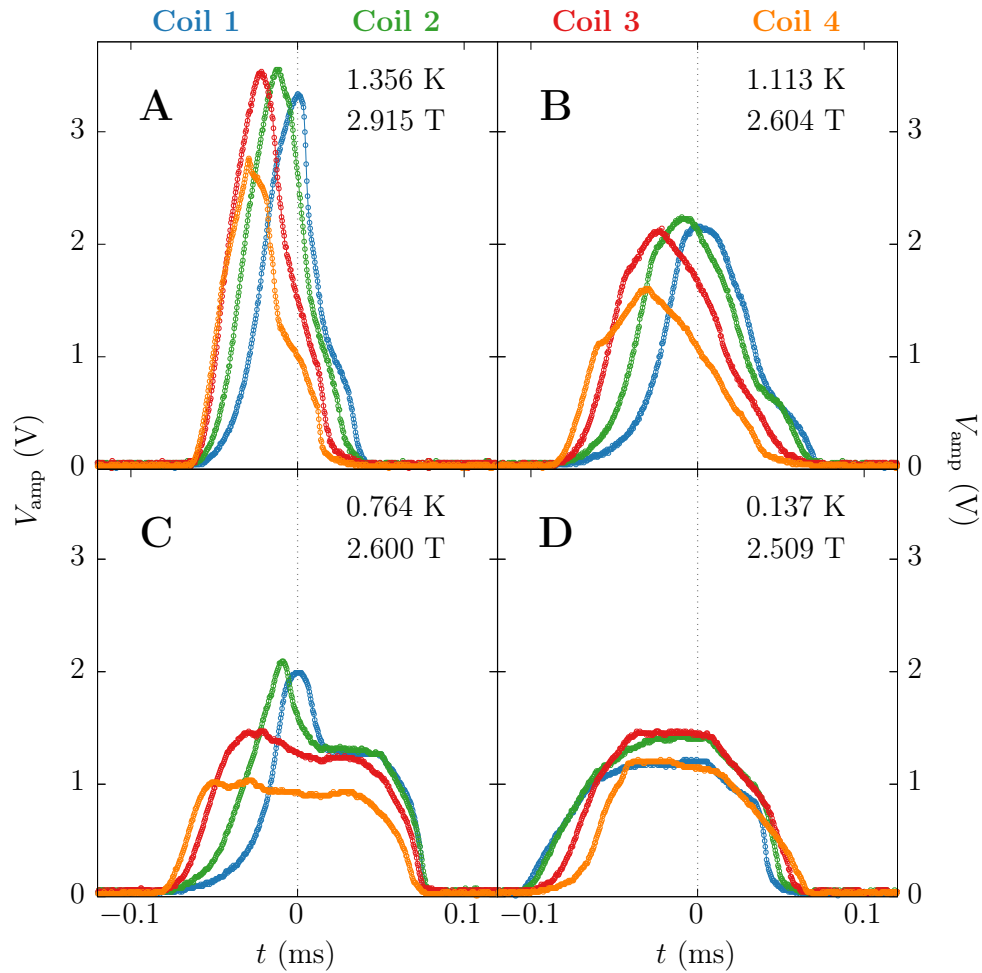 Coil 1 Coil 2 Coil 3 Coil 4
A
1.356 K
2.915 T
B
1.113 K
2.604 T
3
2
1
0
3
2
1
0
C
0.764 K
2.600 T
D
0.137 K
2.509 T
3
2
1
0
3
2
1
0
V_amp (V)
V_amp (V)
−0.1 0 0.1
−0.1 0 0.1
t (ms)
t (ms)